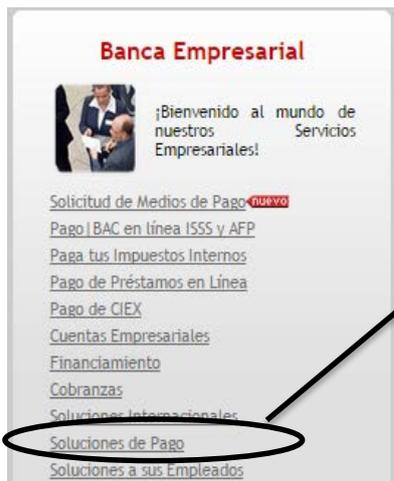 Banca Empresarial
¡Bienvenido al mundo de
nuestros Servicios
Empresariales!
Solicitud de Medios de Pago nuevo
Pago|BAC en línea ISSS y AFP
Paga tus Impuestos Internos
Pago de Préstamos en Línea
Pago de CIEX
Cuentas Empresariales
Financiamiento
Cobranzas
Soluciones Internacionales
Soluciones de Pago
Soluciones a sus Empleados